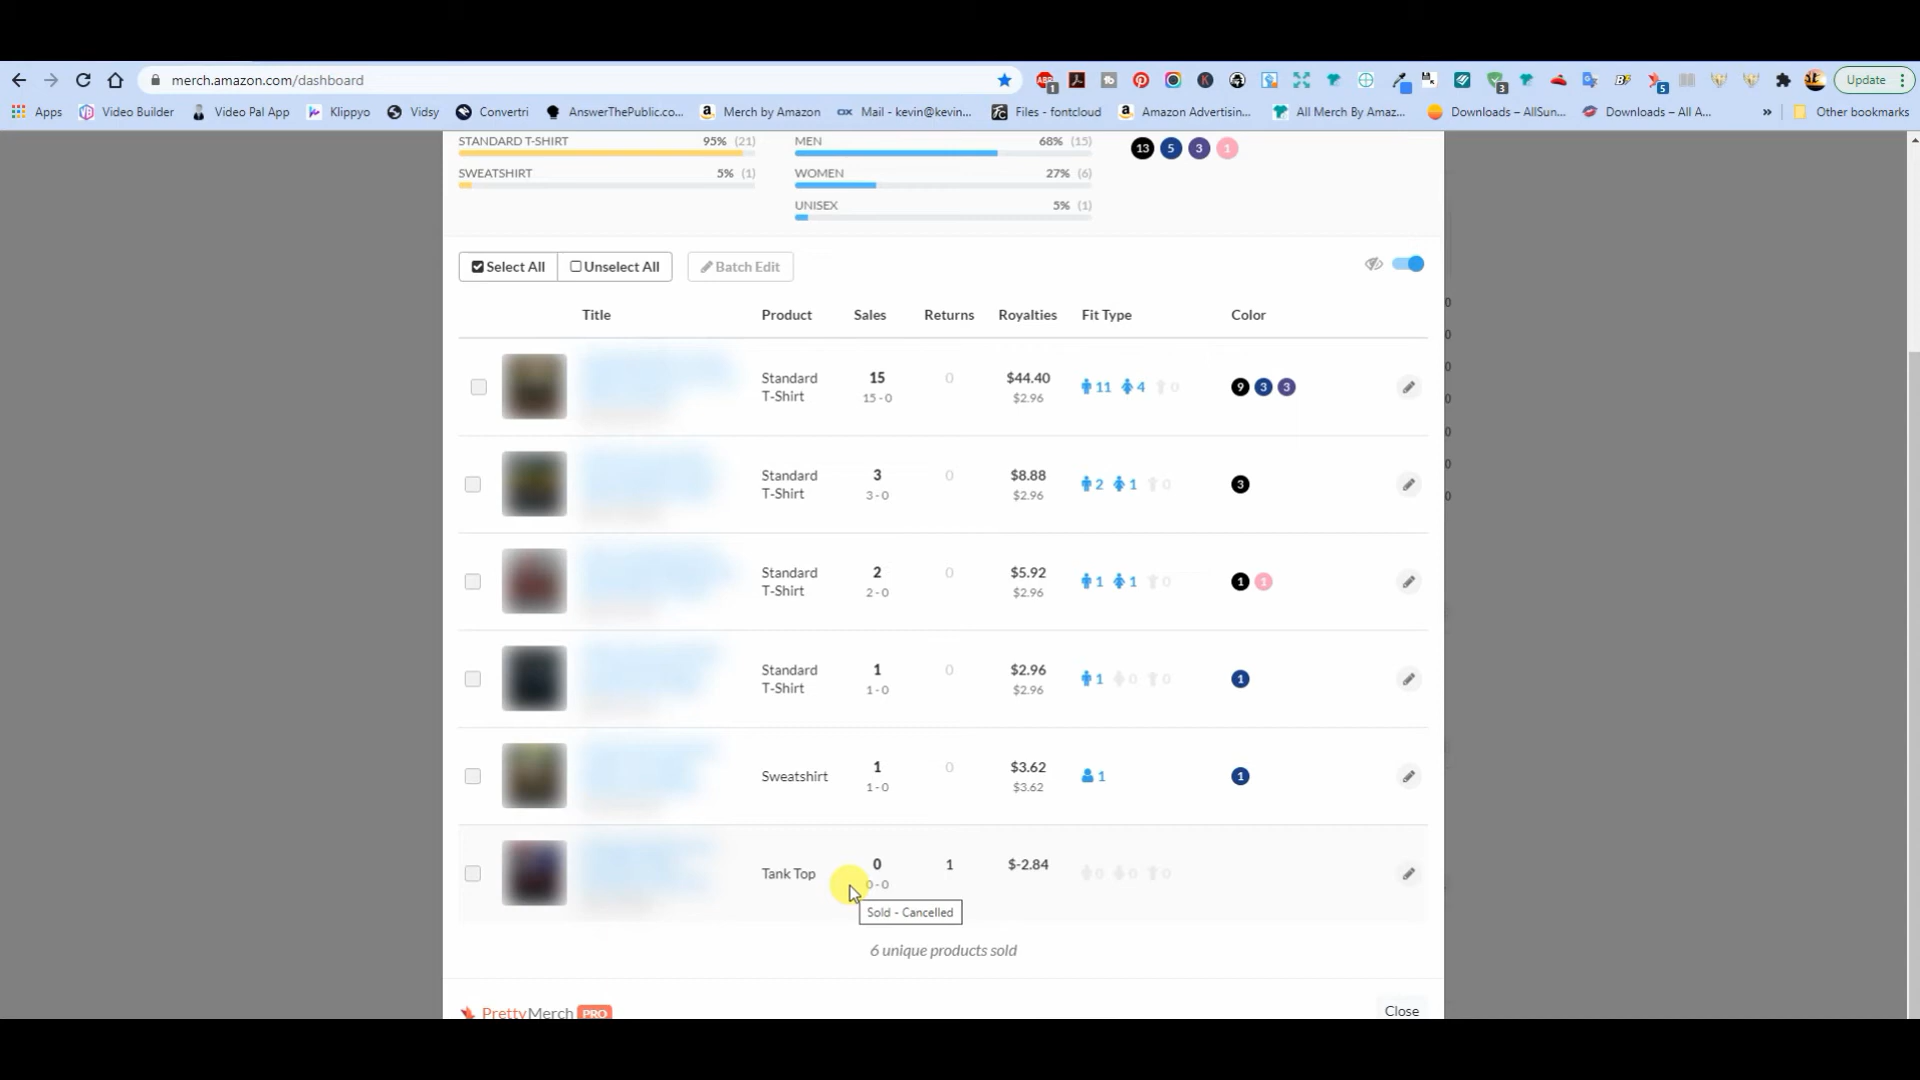 merch.amazon.com/dashboard
Update
Apps Video Builder Video Pal App Klippyo Vidsy Convertri AnswerThePublic.co... Merch by Amazon Mail - kevin@kevin... Files - fontcloud Amazon Advertisin... All Merch By Amaz... Downloads – AllSun... Downloads – All A... » Other bookmarks
STANDARD T-SHIRT 95% (21) MEN 68% (15) 13 5 3 1
SWEATSHIRT 5% (1) WOMEN 27% (6)
UNISEX 5% (1)
Select All Unselect All Batch Edit
Title Product Sales Returns Royalties Fit Type Color
Standard T-Shirt 15 0 $44.40 11 4 0 9 3 3
15 - 0 $2.96
Standard T-Shirt 3 0 $8.88 2 1 0 3
3 - 0 $2.96
Standard T-Shirt 2 0 $5.92 1 1 0 1 1
2 - 0 $2.96
Standard T-Shirt 1 0 $2.96 1 0 0 1
1 - 0 $2.96
Sweatshirt 1 0 $3.62 1 1
1 - 0 $3.62
Tank Top 0 1 $-2.84 0 0 0
0 - 0
Sold - Cancelled
6 unique products sold
PrettyMerch PRO Close